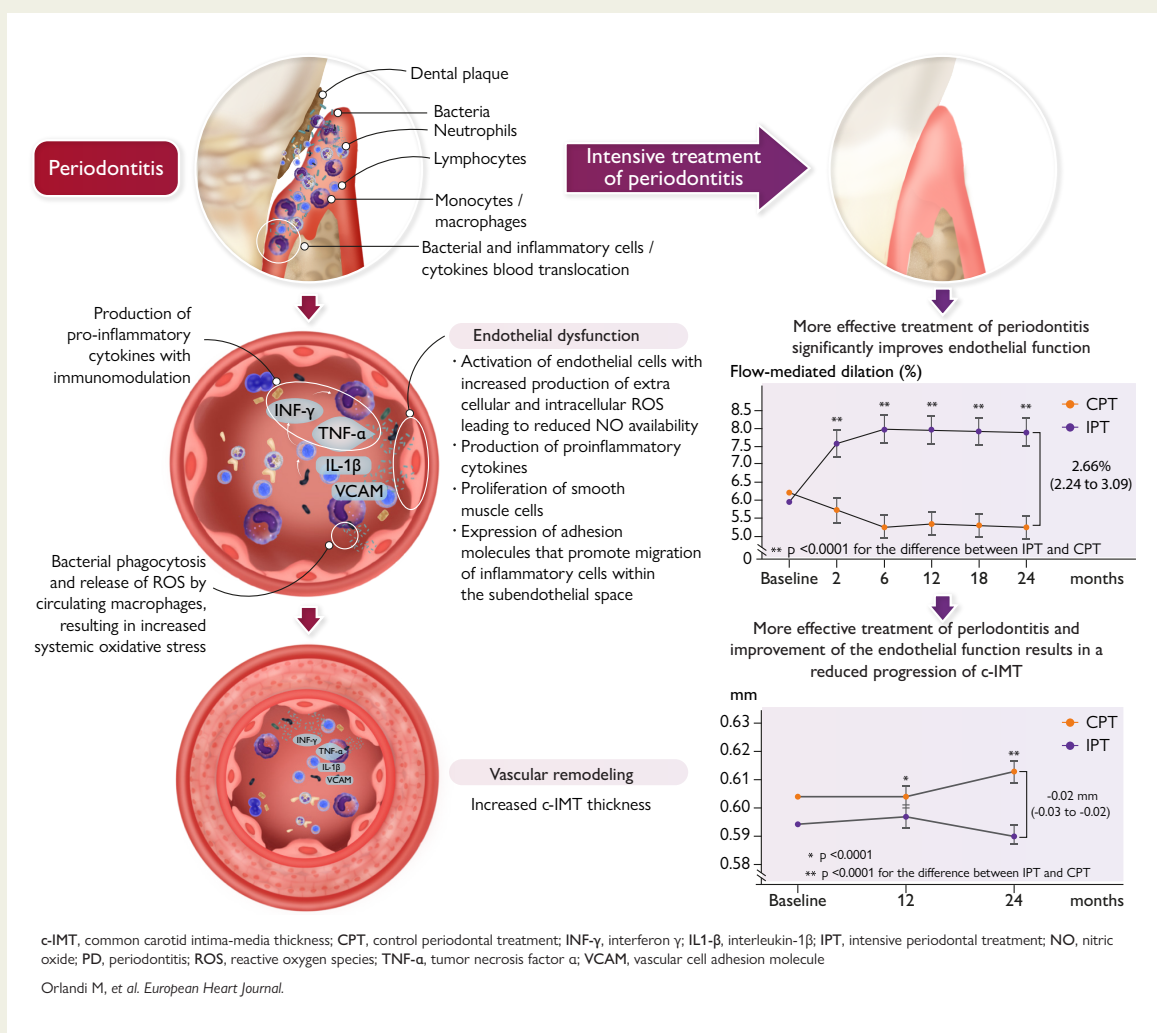 Periodontitis
Dental plaque
Bacteria
Neutrophils
Lymphocytes
Monocytes /
macrophages
Bacterial and inflammatory cells /
cytokines blood translocation
Intensive treatment
of periodontitis
Production of
pro-inflammatory
cytokines with
immunomodulation
INF-γ
TNF-α
IL-1β
VCAM
Bacterial phagocytosis
and release of ROS by
circulating macrophages,
resulting in increased
systemic oxidative stress
Endothelial dysfunction
· Activation of endothelial cells with
increased production of extra
cellular and intracellular ROS
leading to reduced NO availability
· Production of proinflammatory
cytokines
· Proliferation of smooth
muscle cells
· Expression of adhesion
molecules that promote migration
of inflammatory cells within
the subendothelial space
INF-γ
TNF-α
IL-1β
VCAM
Vascular remodeling
Increased c-IMT thickness
More effective treatment of periodontitis
significantly improves endothelial function
Flow-mediated dilation (%)
8.5
8.0
7.5
7.0
6.5
6.0
5.5
5.0
0
** ** ** ** ** **
CPT
IPT
2.66%
(2.24 to 3.09)
** p <0.0001 for the difference between IPT and CPT
Baseline 2 6 12 18 24 months
More effective treatment of perlodontitis and
improvement of the endothelial function results in a
reduced progression of c-IMT
mm
0.63
0.62
0.61
0.60
0.59
0.58
CPT
IPT
* **
-0.02 mm
(-0.03 to -0.02)
* p <0.0001
** p <0.0001 for the difference between IPT and CPT
Baseline 12 24 months
c-IMT, common carotid intima-media thickness; CPT, control periodontal treatment; INF-γ, interferon γ; IL1-β, interleukin-1β; IPT, intensive periodontal treatment; NO, nitric
oxide; PD, periodontitis; ROS, reactive oxygen species; TNF-α, tumor necrosis factor α; VCAM, vascular cell adhesion molecule
Orlandi M, et al. European Heart Journal.